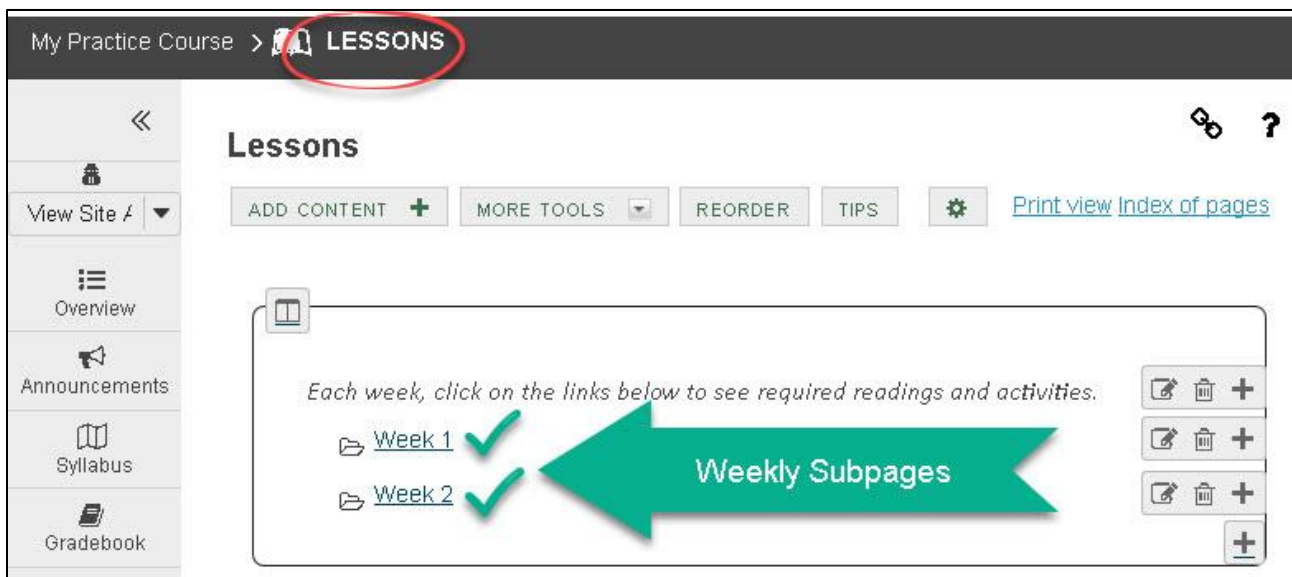 My Practice Course > LESSONS
Lessons
View Site A
ADD CONTENT + MORE TOOLS REORDER TIPS Print view Index of pages
Overview
Announcements
Syllabus
Gradebook
Each week, click on the links below to see required readings and activities.
Week 1
Week 2
Weekly Subpages